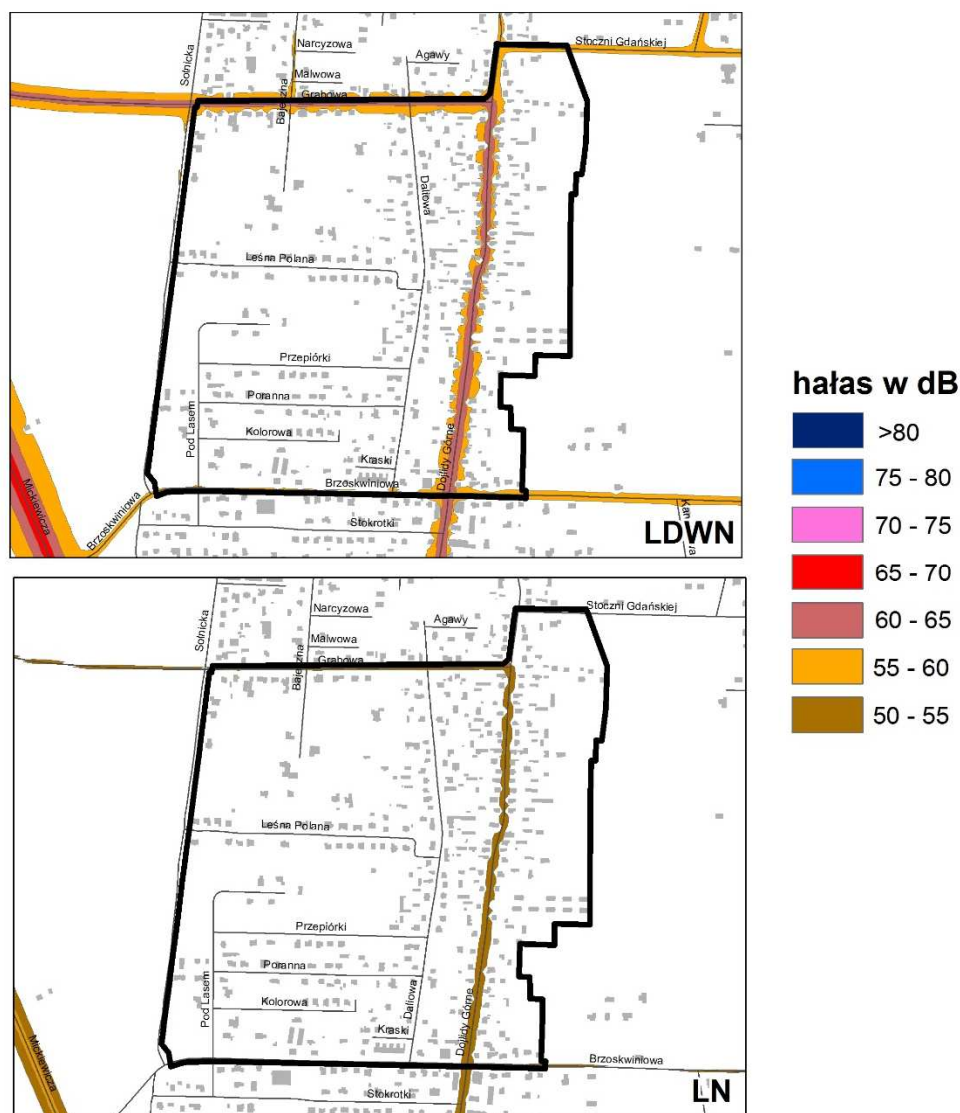 Stoczni Gdańskiej
Solnicka
Narcyzowa
Agawy
Malwowa
Grabowa
Bajeczna
Daliowa
Leśna Polana
Przepiórki
Poranna
Pod Lasem
Kolorowa
Kraski
Dojlidy Górne
Brzoskwiniowa
Mickiewicza
Brzoskwiniowa
Stokrotki
LDWN
hałas w dB
>80
75 - 80
70 - 75
65 - 70
60 - 65
55 - 60
50 - 55
Stoczni Gdańskiej
Solnicka
Narcyzowa
Agawy
Malwowa
Grabowa
Bajeczna
Leśna Polana
Przepiórki
Poranna
Pod Lasem
Kolorowa
Daliowa
Kraski
Dojlidy Górne
Mickiewicza
Brzoskwiniowa
Stokrotki
LN